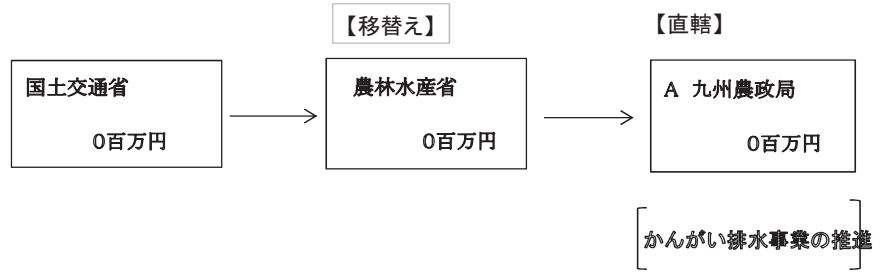 【移替え】
【直轄】
国土交通省
0百万円
農林水産省
0百万円
A 九州農政局
0百万円
かんがい排水事業の推進